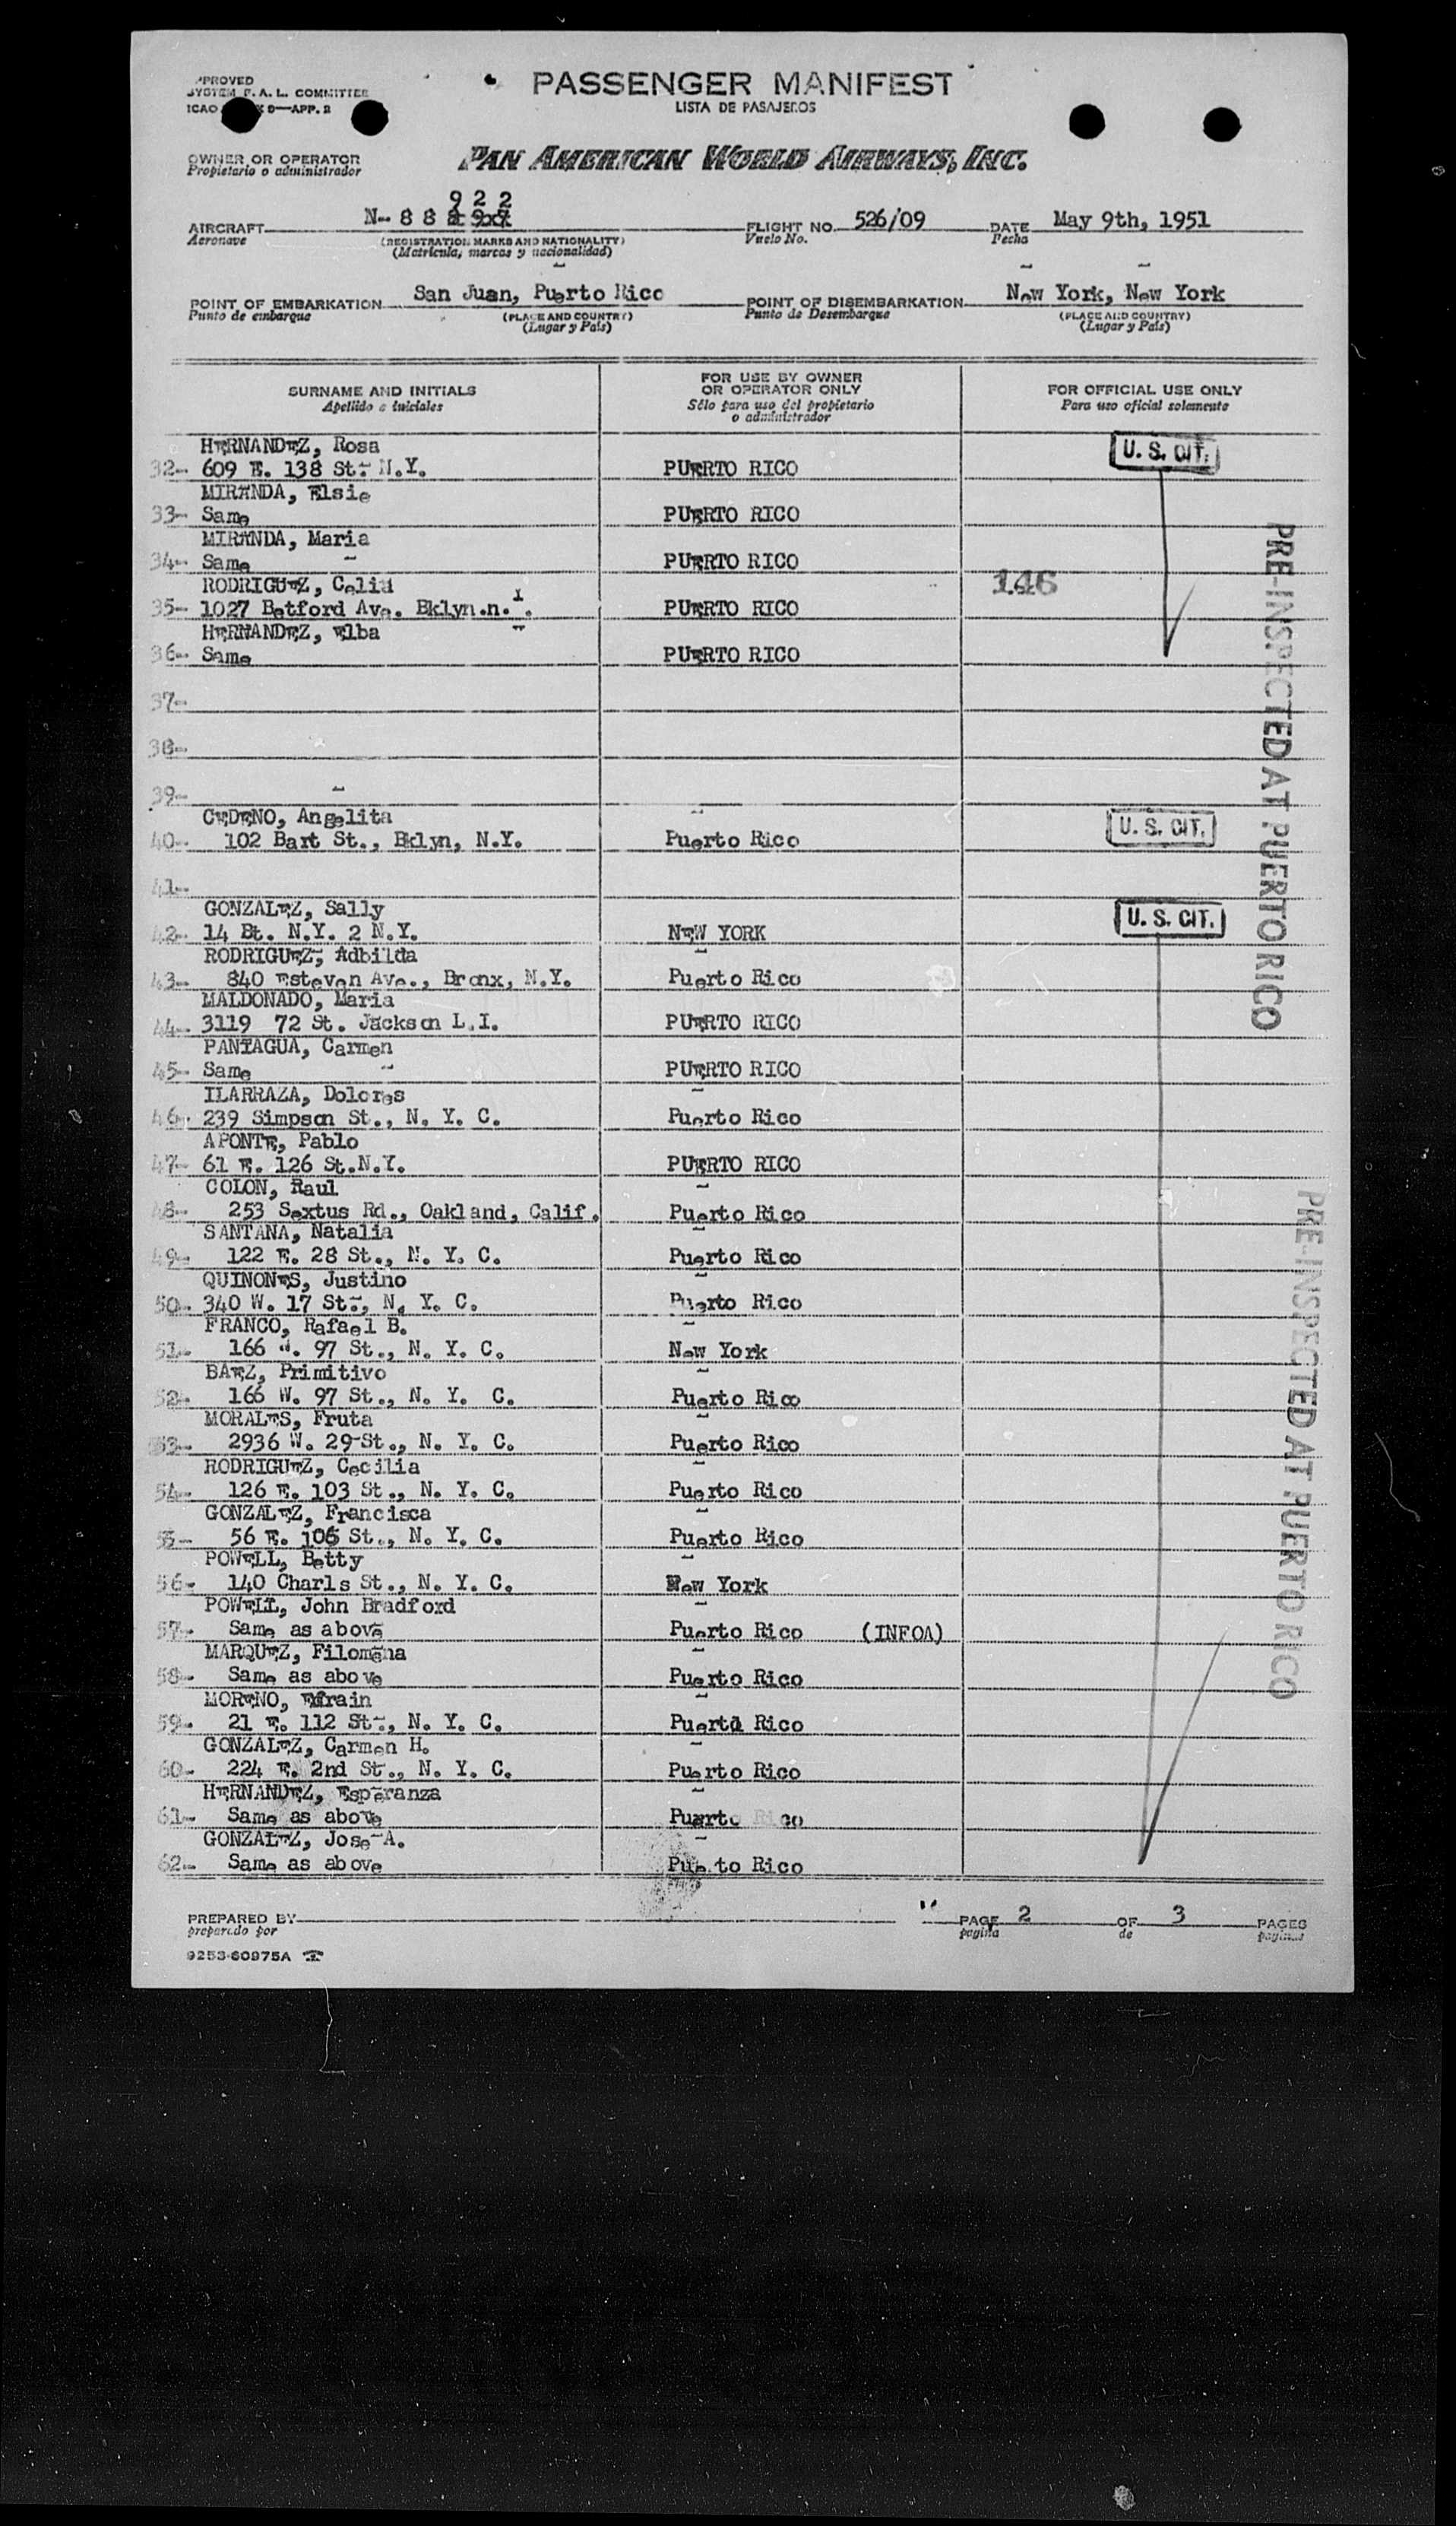 PASSENGER MANIFEST
LISTA DE PASAJEROS
SYSTEM F. A. L. COMMITTEE
ICAO 9—APP. 2
OWNER OR OPERATOR
Propietario o administrador
PAN AMERICAN WORLD AIRWAYS, INC.
922
AIRCRAFT N-- 8 8
Aeronave
(REGISTRATION MARKS AND NATIONALITY)
(Matricula, marcas y nacionalidad)
FLIGHT NO. 526/09
Vuelo No.
DATE May 9th, 1951
Fecha
POINT OF EMBARKATION San Juan, Puerto Rico
Punto de embarque
(PLACE AND COUNTRY)
(Lugar y País)
POINT OF DISEMBARKATION New York, New York
Punto de Desembarque
(PLACE AND COUNTRY)
(Lugar y País)
SURNAME AND INITIALS
Apellido e iniciales
FOR USE BY OWNER
OR OPERATOR ONLY
Sólo para uso del propietario
o administrador
FOR OFFICIAL USE ONLY
Para uso oficial solamente
HERNANDEZ, Rosa
32-- 609 E. 138 St. N.Y. PUERTO RICO
U. S. CIT.
MIRANDA, Elsie
33- Same PUERTO RICO
MIRANDA, Maria
34-- Same PUERTO RICO
RODRIGUEZ, Celia
146
35- 1027 Betford Ave. Bklyn.n. PUERTO RICO
HERNANDEZ, Elba
36-- Same PUERTO RICO
37--
38--
39--
CEDENO, Angelita
40-- 102 Bart St., Bklyn, N.Y. Puerto Rico
U. S. CIT.
41--
GONZALEZ, Sally
42- 14 Bt. N.Y. 2 N.Y. NEW YORK
U. S. CIT.
RODRIGUEZ, Adbilda
43-- 840 Esteven Ave., Bronx, N.Y. Puerto Rico
MALDONADO, Maria
44-- 3119 72 St. Jackson L.I. PUERTO RICO
PANIAGUA, Carmen
45- Same PUERTO RICO
ILARRAZA, Dolores
46- 239 Simpson St., N. Y. C. Puerto Rico
APONTE, Pablo
47- 61 E. 126 St.N.Y. PUERTO RICO
COLON, Raul
48- 253 Sextus Rd., Oakland, Calif. Puerto Rico
SANTANA, Natalia
49-- 122 E. 28 St., N. Y. C. Puerto Rico
QUINONES, Justino
50-- 340 W. 17 St., N. Y. C. Puerto Rico
FRANCO, Rafael B.
51-- 166 W. 97 St., N. Y. C. New York
BAEZ, Primitivo
52-- 166 W. 97 St., N. Y. C. Puerto Rico
MORALES, Fruta
53-- 2936 W. 29 St., N. Y. C. Puerto Rico
RODRIGUEZ, Cecilia
54- 126 E. 103 St., N. Y. C. Puerto Rico
GONZALEZ, Francisca
55-- 56 E. 106 St., N. Y. C. Puerto Rico
POWELL, Betty
56- 140 Charls St., N. Y. C. New York
POWELL, John Bradford
57-- Same as above Puerto Rico (INFOA)
MARQUEZ, Filomena
58-- Same as above Puerto Rico
MORENO, Efrain
59-- 21 E. 112 St., N. Y. C. Puerto Rico
GONZALEZ, Carmen H.
60-- 224 E. 2nd St., N. Y. C. Puerto Rico
HERNANDEZ, Esperanza
61-- Same as above Puerto Rico
GONZALEZ, Jose A.
62-- Same as above Puerto Rico
PRE-INSPECTED AT PUERTO RICO
PRE-INSPECTED AT PUERTO RICO
PREPARED BY
preparado por
PAGE 2 OF 3 PAGES
pagina de paginas
9253-60975A